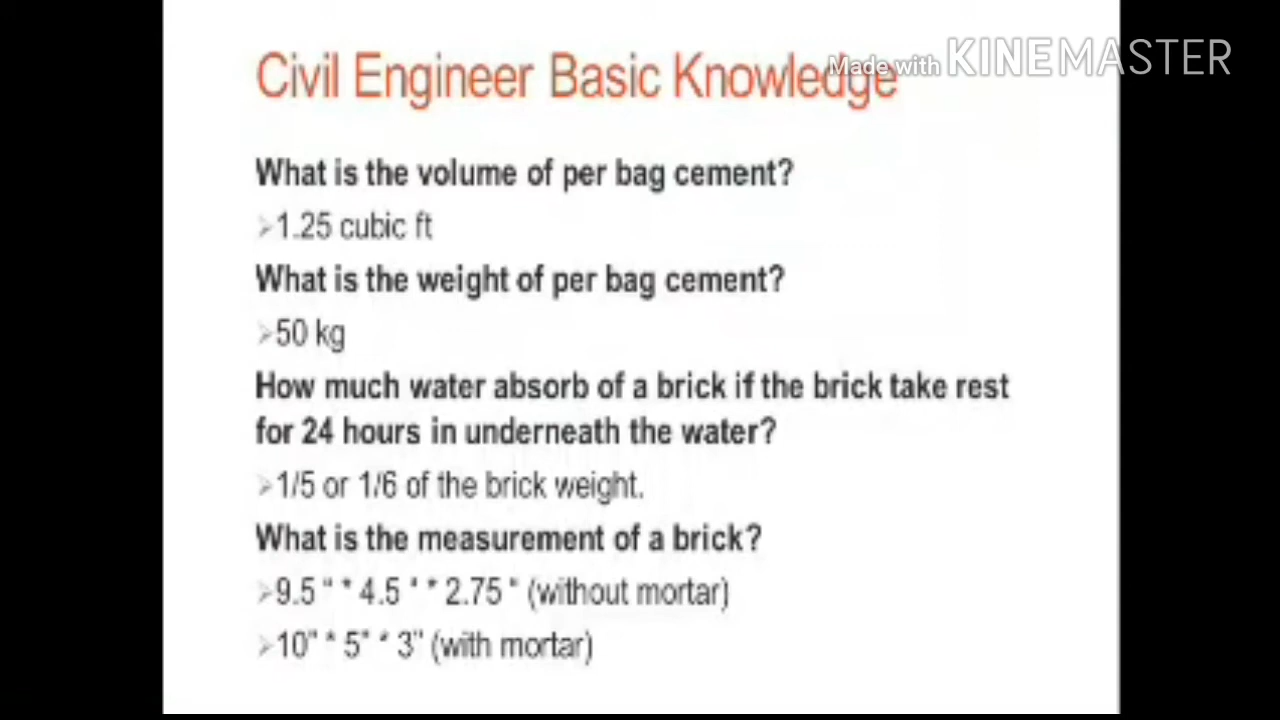 Civil Engineer Basic Knowledge
Made with KINEMASTER
What is the volume of per bag cement?
➢1.25 cubic ft
What is the weight of per bag cement?
➢50 kg
How much water absorb of a brick if the brick take rest
for 24 hours in underneath the water?
➢1/5 or 1/6 of the brick weight.
What is the measurement of a brick?
➢9.5 " * 4.5 " * 2.75 " (without mortar)
➢10" * 5" * 3" (with mortar)